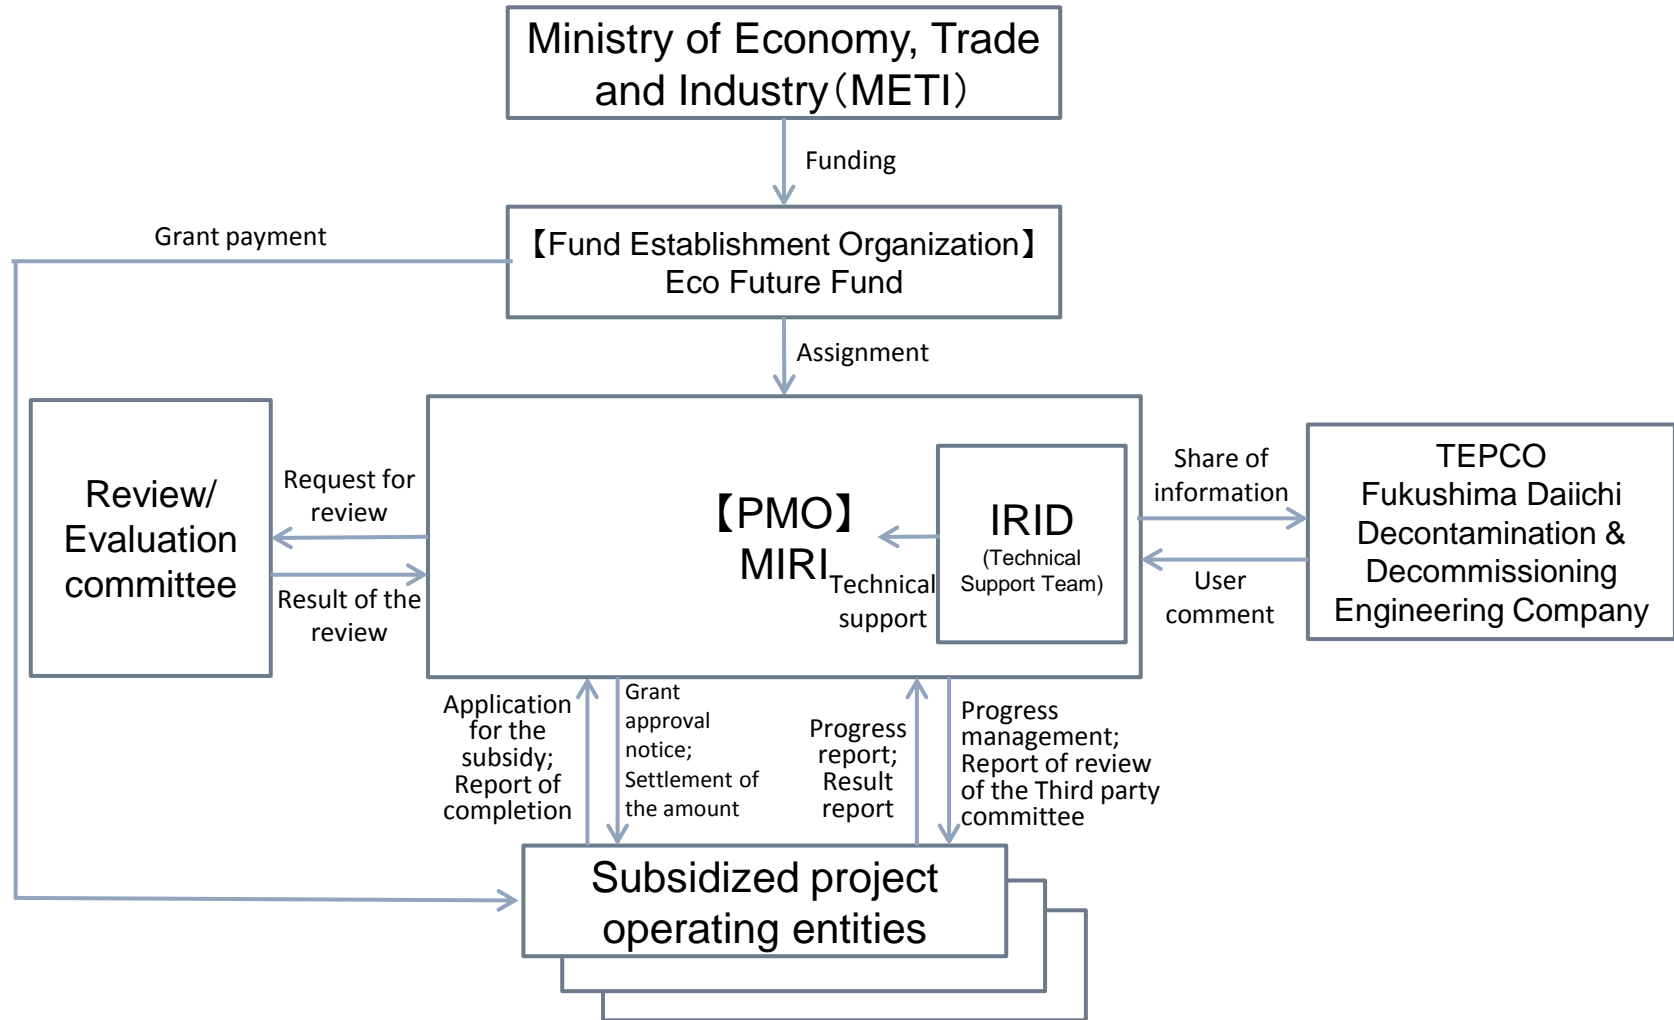 Ministry of Economy, Trade
and Industry（METI）
Funding
Grant payment
【Fund Establishment Organization】
Eco Future Fund
Assignment
Review/
Evaluation
committee
Request for
review
Result of the
review
【PMO】
MIRI
Technical
support
IRID
(Technical
Support Team)
Share of
information
User
comment
TEPCO
Fukushima Daiichi
Decontamination &
Decommissioning
Engineering Company
Application
for the
subsidy;
Report of
completion
Grant
approval
notice;
Settlement of
the amount
Progress
report;
Result
report
Progress
management;
Report of review
of the Third party
committee
Subsidized project
operating entities